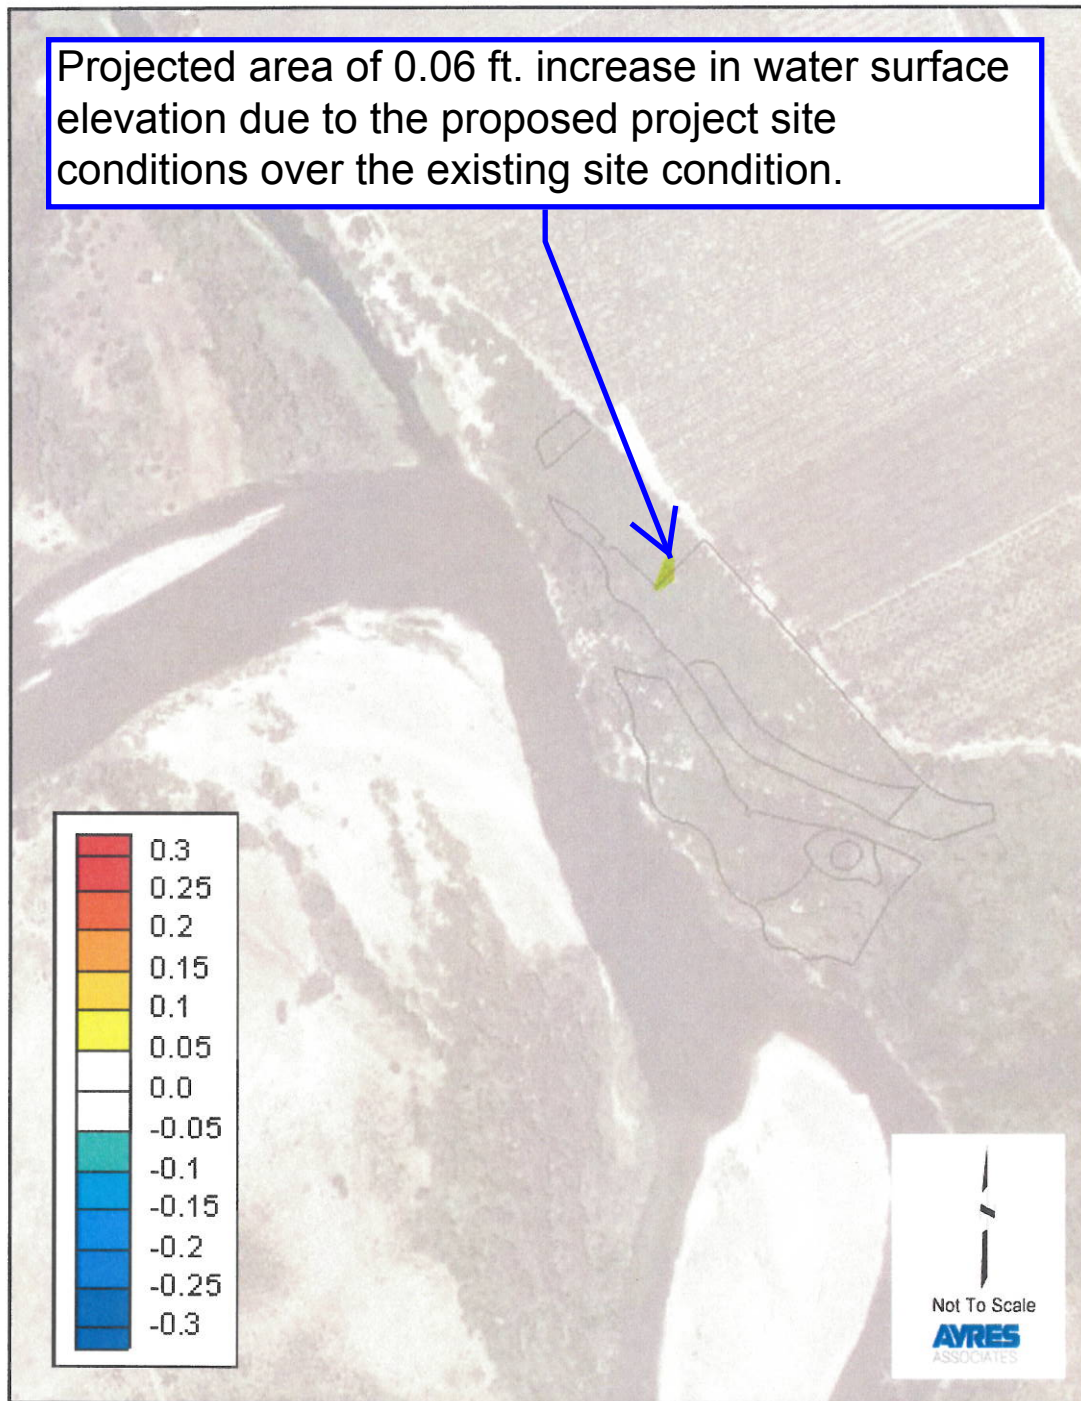 Projected area of 0.06 ft. increase in water surface
elevation due to the proposed project site
conditions over the existing site condition.
0.3
0.25
0.2
0.15
0.1
0.05
0.0
-0.05
-0.1
-0.15
-0.2
-0.25
-0.3
Not To Scale
AYRES
ASSOCIATES